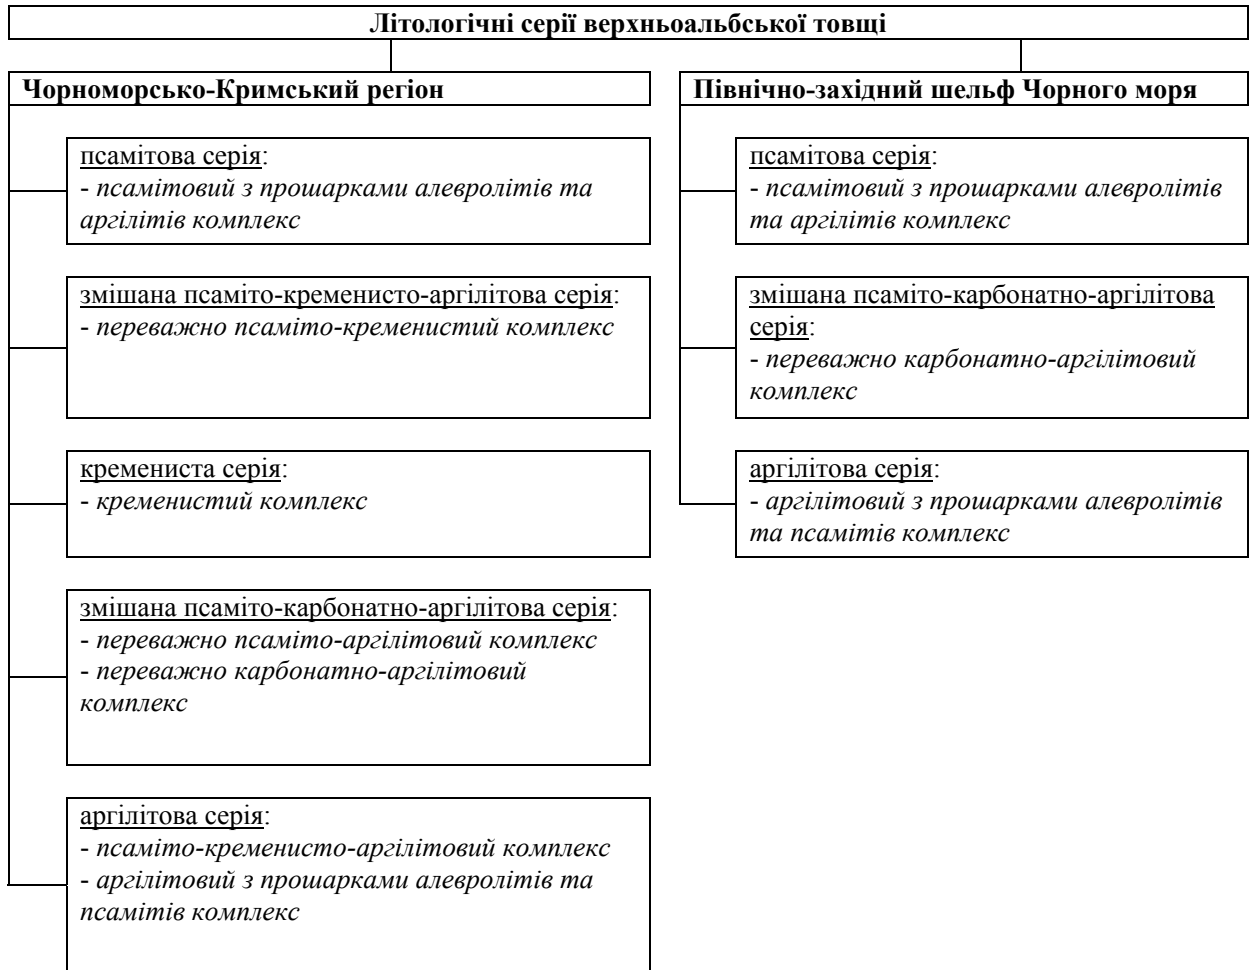 Літологічні серії верхньоальбської товщі
Чорноморсько-Кримський регіон
псамітова серія:
- псамітовий з прошарками алевролітів та
аргілітів комплекс
змішана псаміто-кременисто-аргілітова серія:
- переважно псаміто-кременистий комплекс
кремениста серія:
- кременистий комплекс
змішана псаміто-карбонатно-аргілітова серія:
- переважно псаміто-аргілітовий комплекс
- переважно карбонатно-аргілітовий
комплекс
аргілітова серія:
- псаміто-кременисто-аргілітовий комплекс
- аргілітовий з прошарками алевролітів та
псамітів комплекс
Північно-західний шельф Чорного моря
псамітова серія:
- псамітовий з прошарками алевролітів
та аргілітів комплекс
змішана псаміто-карбонатно-аргілітова
серія:
- переважно карбонатно-аргілітовий
комплекс
аргілітова серія:
- аргілітовий з прошарками алевролітів
та псамітів комплекс